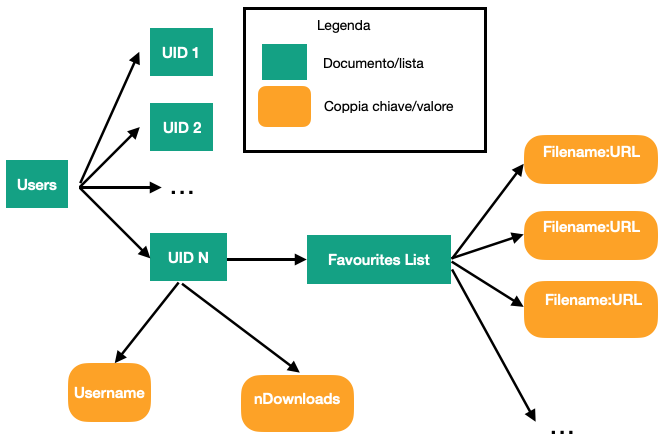 Legenda
UID 1
Documento/lista
Coppia chiave/valore
UID 2
Filename:URL
Users
...
Filename:URL
UID N
Favourites List
Filename:URL
Username
nDownloads
...